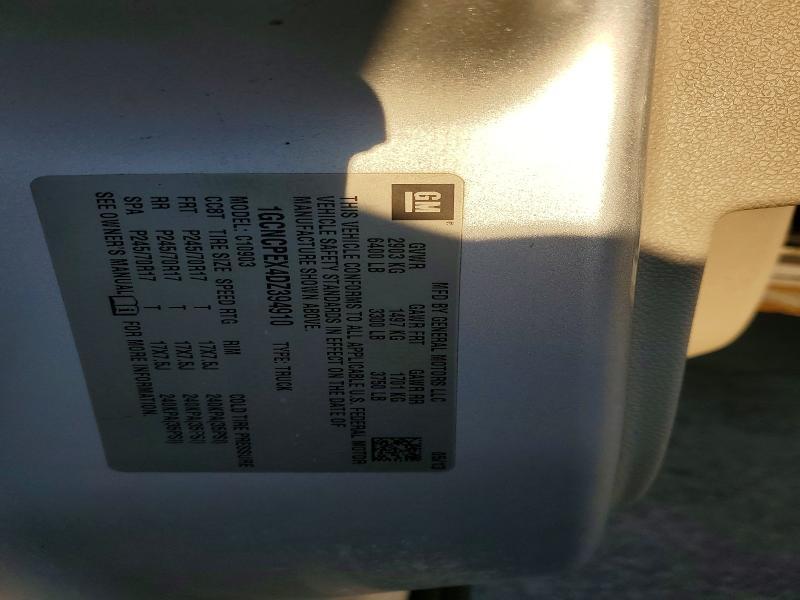 GM
MFD BY GENERAL MOTORS LLC 05/13
GVWR GAWR FRT GAWR RR
2903 KG 1497 KG 1701 KG
6400 LB 3300 LB 3750 LB
THIS VEHICLE CONFORMS TO ALL APPLICABLE U.S. FEDERAL MOTOR
VEHICLE SAFETY STANDARDS IN EFFECT ON THE DATE OF
MANUFACTURE SHOWN ABOVE.
1GCNCPEX4DZ394910 TYPE: TRUCK
MODEL: C10903
CC8T TIRE SIZE SPEED RTG RIM COLD TIRE PRESSURE
FRT P245/70R17 T 17X7.5J 240KPA(35PSI)
RR P245/70R17 T 17X7.5J 240KPA(35PSI)
SPA P245/70R17 T 17X7.5J 240KPA(35PSI)
SEE OWNER'S MANUAL FOR MORE INFORMATION